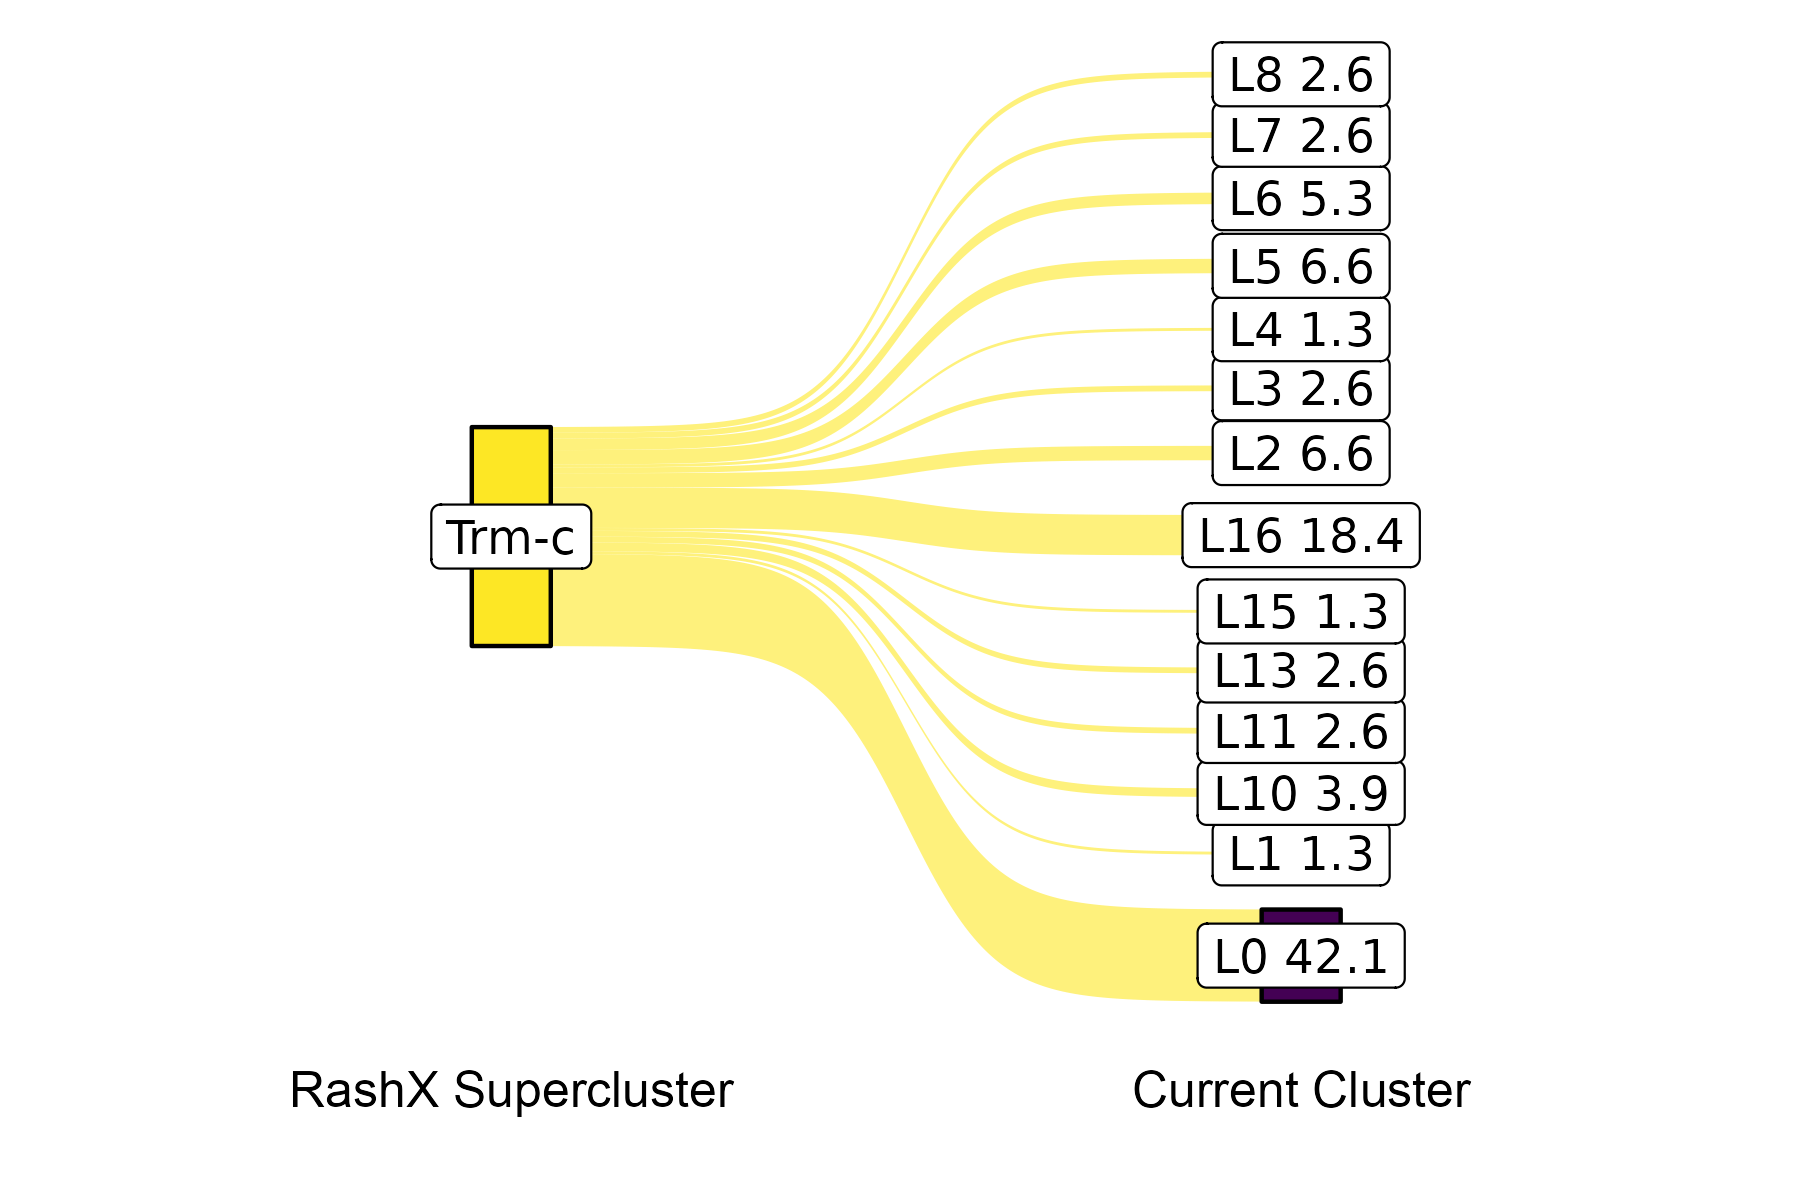 L8 2.6
L7 2.6
L6 5.3
L5 6.6
L4 1.3
L3 2.6
L2 6.6
Trm-c
L16 18.4
L15 1.3
L13 2.6
L11 2.6
L10 3.9
L1 1.3
L0 42.1
RashX Supercluster
Current Cluster